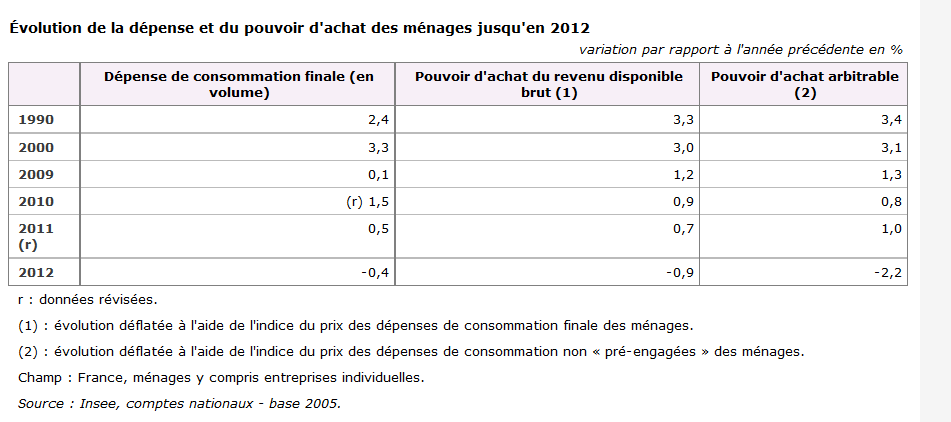 Évolution de la dépense et du pouvoir d'achat des ménages jusqu'en 2012
variation par rapport à l'année précédente en %
Dépense de consommation finale (en volume) Pouvoir d'achat du revenu disponible brut (1) Pouvoir d'achat arbitrable (2)
1990 2,4 3,3 3,4
2000 3,3 3,0 3,1
2009 0,1 1,2 1,3
2010 (r) 1,5 0,9 0,8
2011 (r) 0,5 0,7 1,0
2012 -0,4 -0,9 -2,2
r : données révisées.
(1) : évolution déflatée à l'aide de l'indice du prix des dépenses de consommation finale des ménages.
(2) : évolution déflatée à l'aide de l'indice du prix des dépenses de consommation non « pré-engagées » des ménages.
Champ : France, ménages y compris entreprises individuelles.
Source : Insee, comptes nationaux - base 2005.